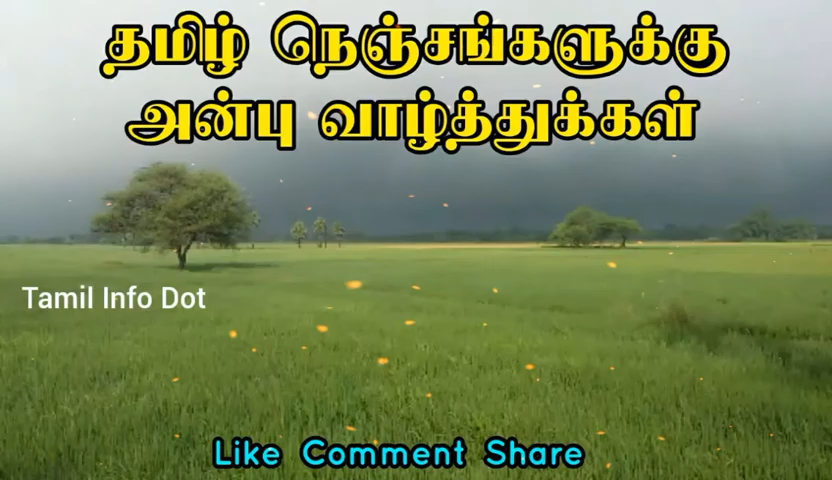 தமிழ் நெஞ்சங்களுக்கு
அன்பு வாழ்த்துக்கள்
Tamil Info Dot
Like Comment Share